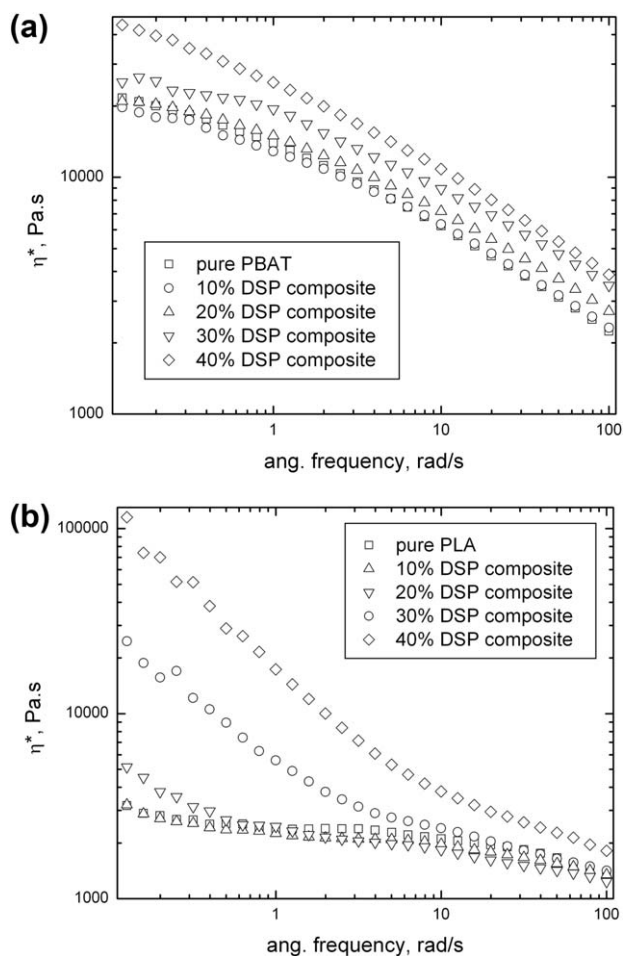 (a)
10000
1000
η*, Pa.s
pure PBAT
10% DSP composite
20% DSP composite
30% DSP composite
40% DSP composite
1
10
100
ang. frequency, rad/s
(b)
100000
10000
1000
η*, Pa.s
pure PLA
10% DSP composite
20% DSP composite
30% DSP composite
40% DSP composite
1
10
100
ang. frequency, rad/s